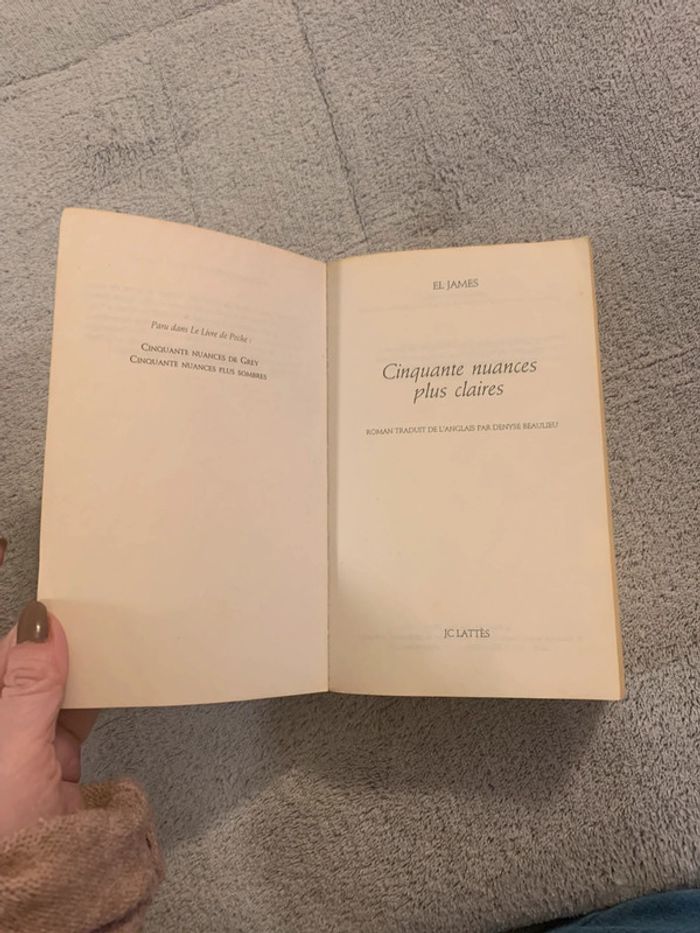 Paru dans Le Livre de Poche :
CINQUANTE NUANCES DE GREY
CINQUANTE NUANCES PLUS SOMBRES
EL JAMES
Cinquante nuances
plus claires
ROMAN TRADUIT DE L'ANGLAIS PAR DENYSE BEAULIEU
JC LATTÈS